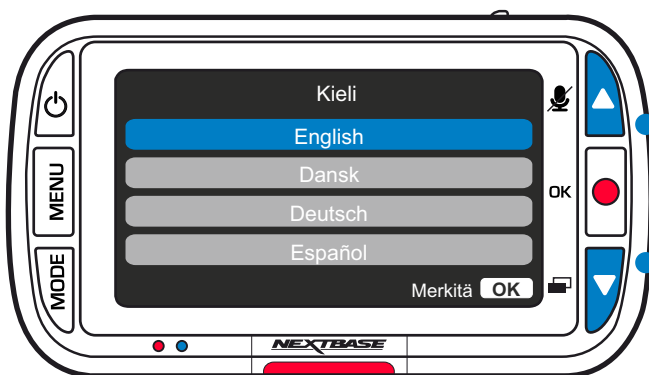 Kieli
English
Dansk
MENU
OK
Deutsch
Español
MODE
Merkitä OK
NEXTBASE